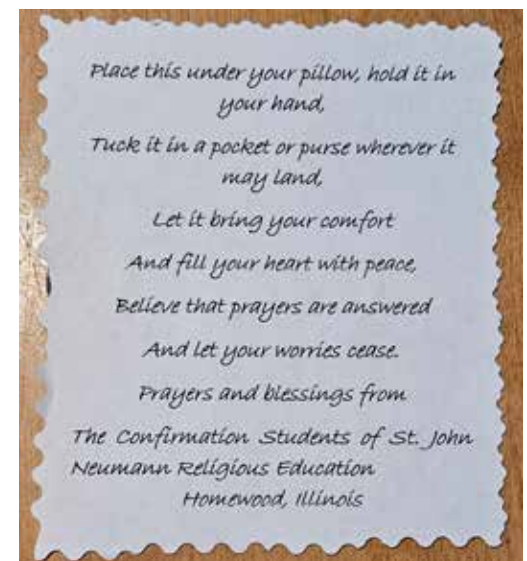 Place this under your pillow, hold it in
your hand,
Tuck it in a pocket or purse wherever it
may land,
Let it bring your comfort
And fill your heart with peace,
Believe that prayers are answered
And let your worries cease.
Prayers and blessings from
The Confirmation Students of St. John
Neumann Religious Education
Homewood, Illinois